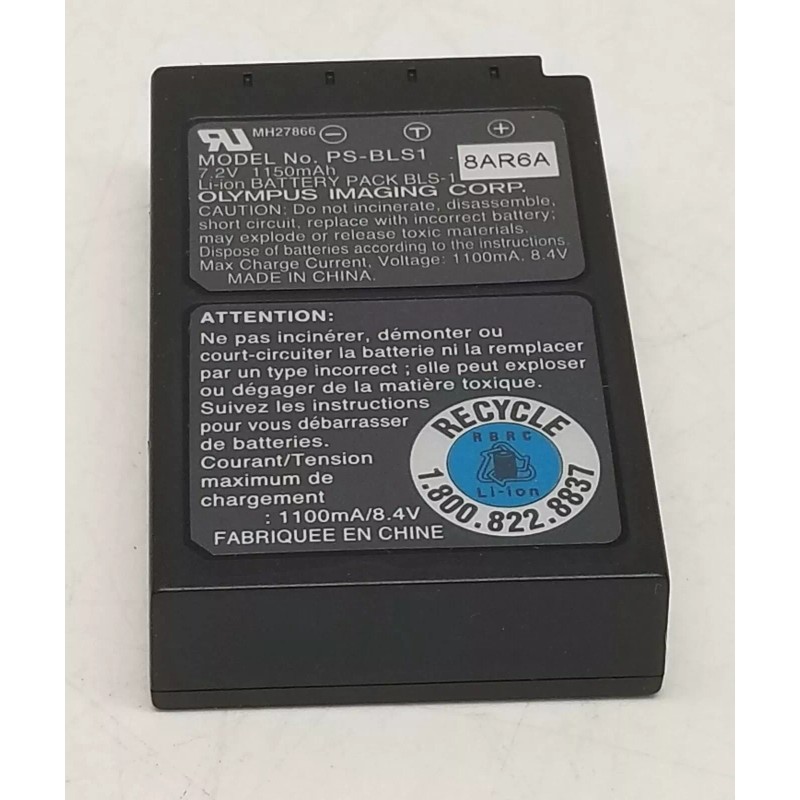 MH27866 - T +
MODEL No. PS-BLS1
8AR6A
7.2V 1150mAh
Li-ion BATTERY PACK BLS-1
OLYMPUS IMAGING CORP.
CAUTION: Do not incinerate, disassemble,
short circuit, replace with incorrect battery;
may explode or release toxic materials.
Dispose of batteries according to the instructions.
Max Charge Current, Voltage: 1100mA, 8.4V
MADE IN CHINA.
ATTENTION:
Ne pas incinérer, démonter ou
court-circuiter la batterie ni la remplacer
par un type incorrect ; elle peut exploser
ou dégager de la matière toxique.
Suivez les instructions
pour vous débarrasser
de batteries.
Courant/Tension
maximum de
chargement
: 1100mA/8.4V
FABRIQUEE EN CHINE
RECYCLE
RBRC
Li-ion
1.800.822.8837